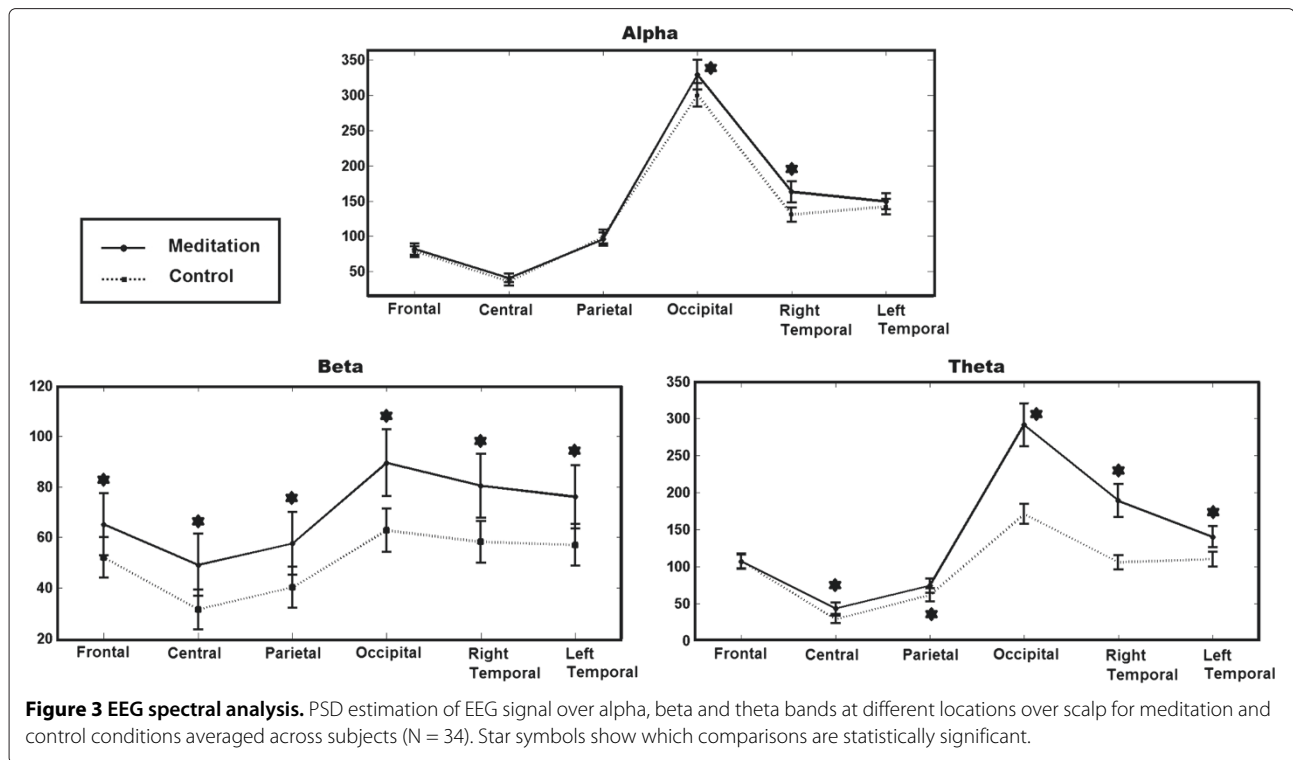 Alpha
350
300
250
200
150
100
50
Frontal Central Parietal Occipital Right Temporal Left Temporal
Meditation
Control
Beta
120
100
80
60
40
20
Frontal Central Parietal Occipital Right Temporal Left Temporal
Theta
350
300
250
200
150
100
50
0
Frontal Central Parietal Occipital Right Temporal Left Temporal
Figure 3 EEG spectral analysis. PSD estimation of EEG signal over alpha, beta and theta bands at different locations over scalp for meditation and
control conditions averaged across subjects (N = 34). Star symbols show which comparisons are statistically significant.